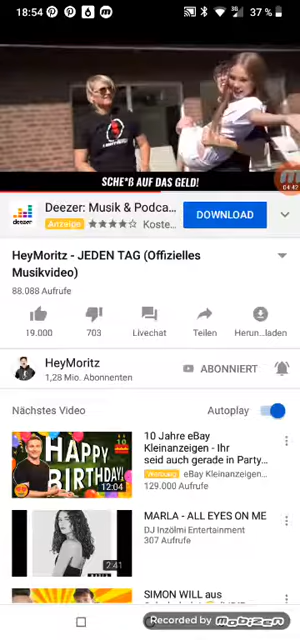 18:54
37 %
SCHE*ß AUF DAS GELD!
04:42
deezer
Deezer: Musik & Podca...
Anzeige
Koste...
DOWNLOAD
HeyMoritz - JEDEN TAG (Offizielles
Musikvideo)
88.088 Aufrufe
19.000
703
Livechat
Teilen
Herun...laden
HeyMoritz
1,28 Mio. Abonnenten
ABONNIERT
Nächstes Video
Autoplay
HAPPY
BIRTHDAY!
12:04
10 Jahre eBay
Kleinanzeigen - Ihr
seid auch gerade in Party...
Werbung eBay Kleinanzeigen...
129.000 Aufrufe
2:41
MARLA - ALL EYES ON ME
DJ Inzölmi Entertainment
307 Aufrufe
SIMON WILL aus
Recorded by Mobizen